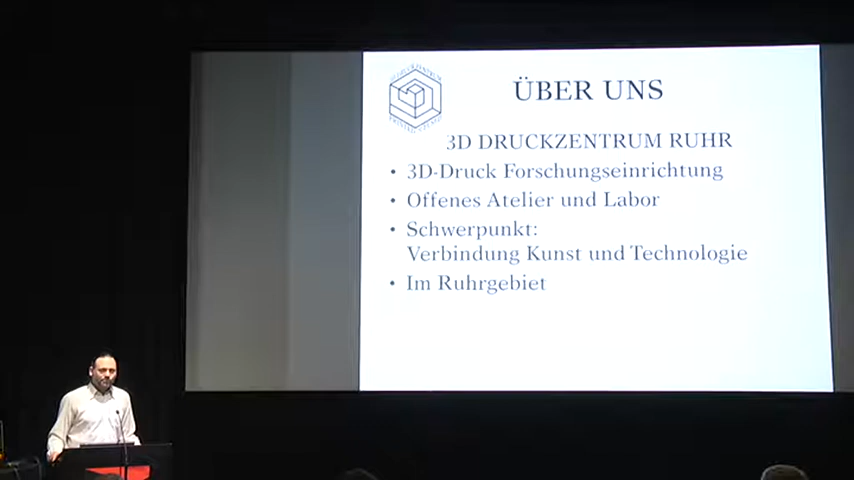 ÜBER UNS
3D DRUCKZENTRUM RUHR
• 3D-Druck Forschungseinrichtung
• Offenes Atelier und Labor
• Schwerpunkt:
Verbindung Kunst und Technologie
• Im Ruhrgebiet